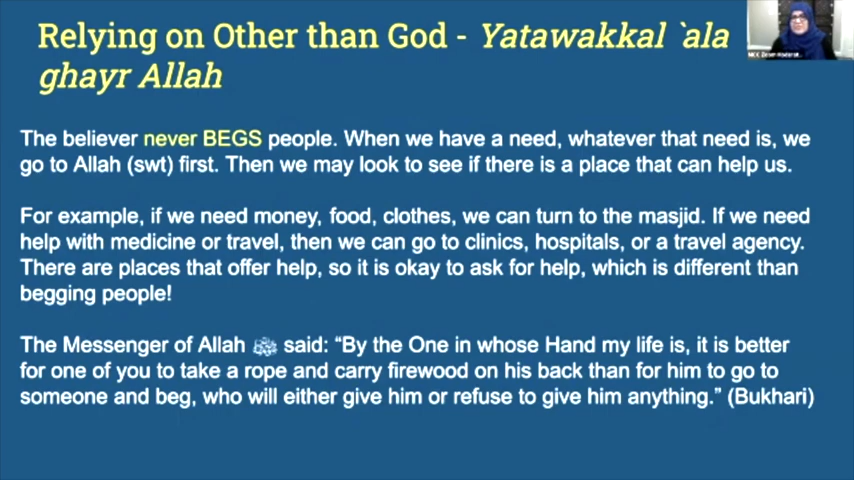 Relying on Other than God - Yatawakkal `ala
ghayr Allah
The believer never BEGS people. When we have a need, whatever that need is, we
go to Allah (swt) first. Then we may look to see if there is a place that can help us.
For example, if we need money, food, clothes, we can turn to the masjid. If we need
help with medicine or travel, then we can go to clinics, hospitals, or a travel agency.
There are places that offer help, so it is okay to ask for help, which is different than
begging people!
The Messenger of Allah ﷺ said: “By the One in whose Hand my life is, it is better
for one of you to take a rope and carry firewood on his back than for him to go to
someone and beg, who will either give him or refuse to give him anything.” (Bukhari)